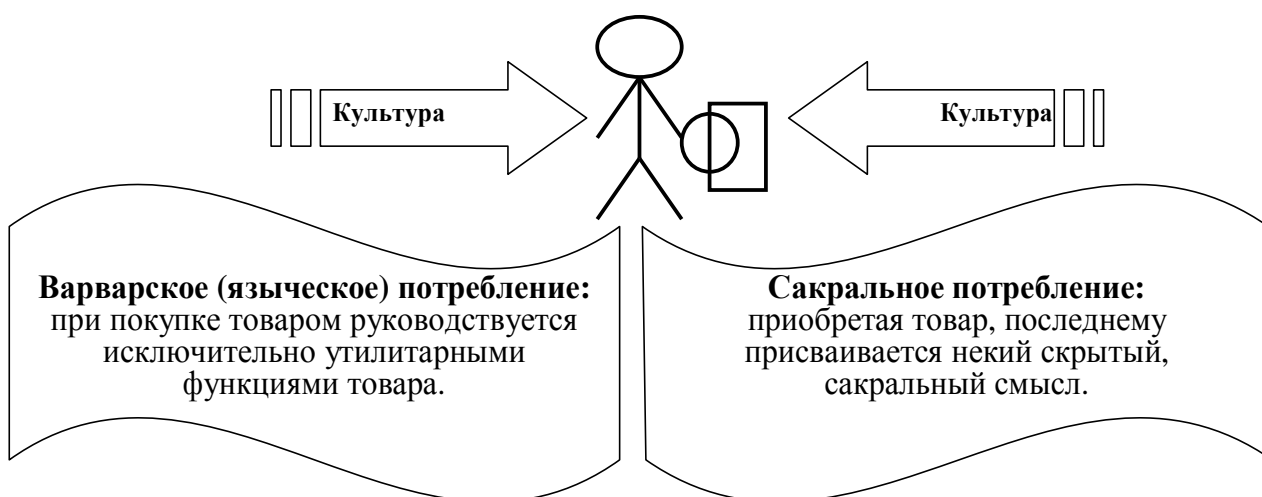 Культура
Культура
Варварское (языческое) потребление:
при покупке товаром руководствуется
исключительно утилитарными
функциями товара.
Сакральное потребление:
приобретая товар, последнему
присваивается некий скрытый,
сакральный смысл.